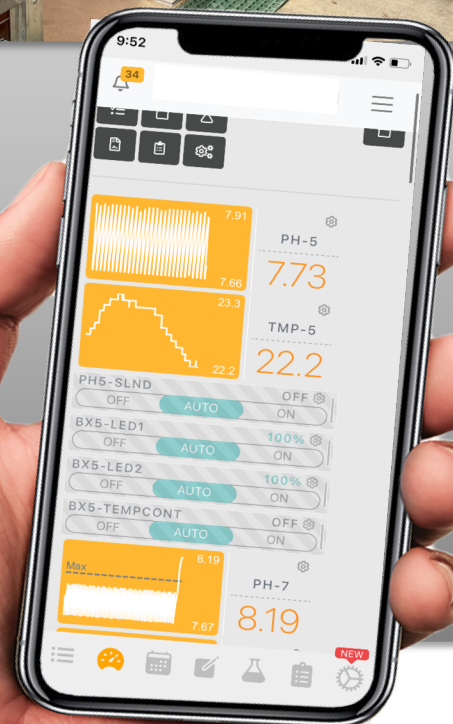 9:52
34
7.91
PH-5
7.73
7.66
23.3
TMP-5
22.2
22.2
PH5-SLND
OFF
OFF AUTO ON
BX5-LED1
100%
OFF AUTO ON
BX5-LED2
100%
OFF AUTO ON
BX5-TEMPCONT
OFF
OFF AUTO ON
8.19
Max
PH-7
8.19
7.67
NEW